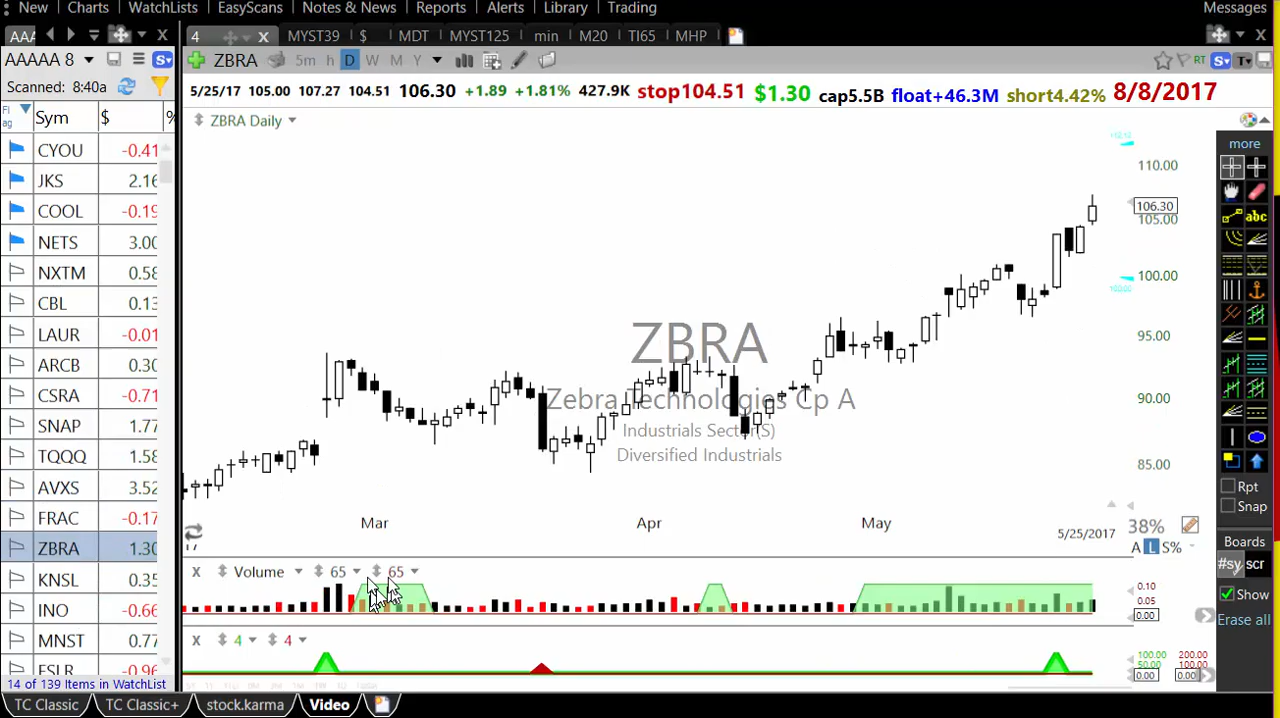 New Charts WatchLists EasyScans Notes & News Reports Alerts Library Trading Messages
AAA 4 MYST39 $ MDT MYST125 min M20 TI65 MHP
AAAAA 8 S ZBRA 5m h D W M Y RT S T
Scanned: 8:40a
5/25/17 105.00 107.27 104.51 106.30 +1.89 +1.81% 427.9K stop104.51 $1.30 cap5.5B float+46.3M short4.42% 8/8/2017
Flag Sym $ %
ZBRA Daily
more
CYOU -0.41
JKS 2.16
COOL -0.19
NETS 3.00
NXTM 0.58
CBL 0.13
LAUR -0.01
ARCB 0.30
CSRA -0.71
SNAP 1.77
TQQQ 1.58
AVXS 3.52
FRAC -0.17
ZBRA 1.30
KNSL 0.35
INO -0.66
MNST 0.77
FSLR -0.96
14 of 139 Items in WatchList
110.00
106.30
105.00
100.00
95.00
90.00
85.00
abc
ZBRA
Zebra Technologies Cp A
Industrials Sector(S)
Diversified Industrials
Mar Apr May 5/25/2017
17
38%
A L S%
Volume 65 65
0.10
0.05
0.00
4 4
100.00 200.00
50.00 100.00
0.00 0.00
Rpt
Snap
Boards
#sy scr
Show
Erase all
TC Classic TC Classic+ stock.karma Video